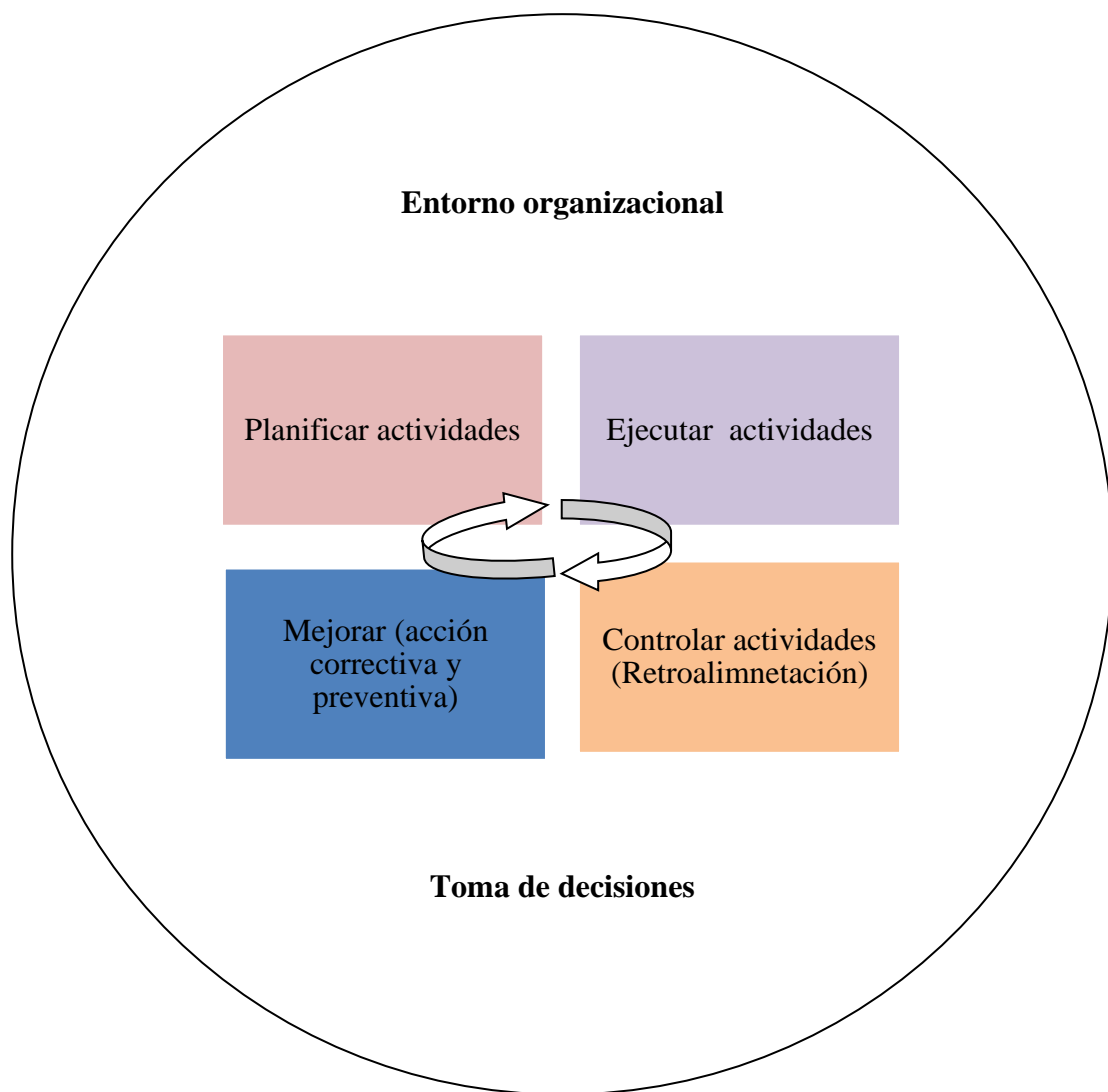 Entorno organizacional
Planificar actividades
Ejecutar  actividades
Mejorar (acción
correctiva y
preventiva)
Controlar actividades
(Retroalimnetación)
Toma de decisiones